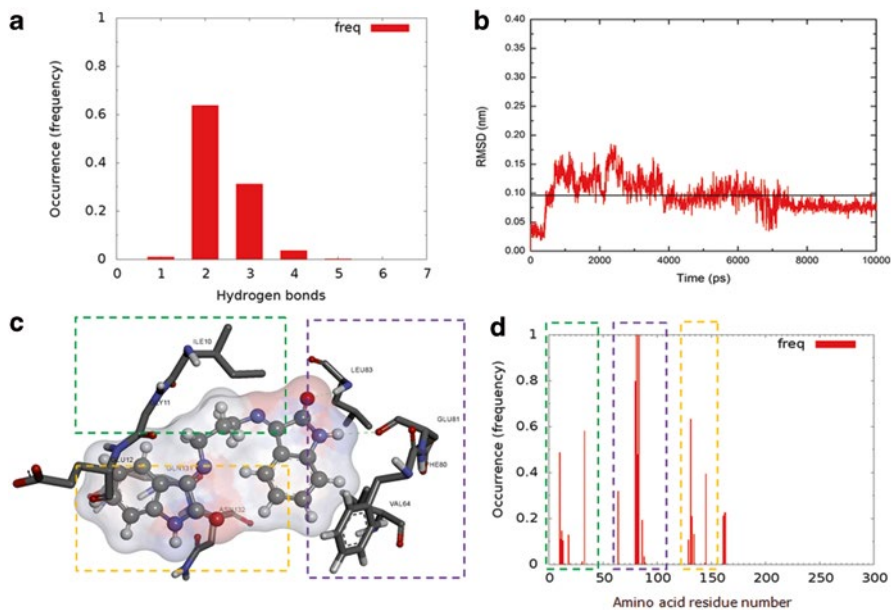 a
freq
1
0.8
0.6
0.4
0.2
0
0 1 2 3 4 5 6 7
Occurrence (frequency)
Hydrogen bonds
b
0.40
0.35
0.30
0.25
0.20
0.15
0.10
0.05
0.00
0 2000 4000 6000 8000 10000
RMSD (nm)
Time (ps)
c
ILE10
LEU83
GLU81
PHE80
VAL64
d
freq
1
0.8
0.6
0.4
0.2
0
0 50 100 150 200 250 300
Occurrence (frequency)
Amino acid residue number